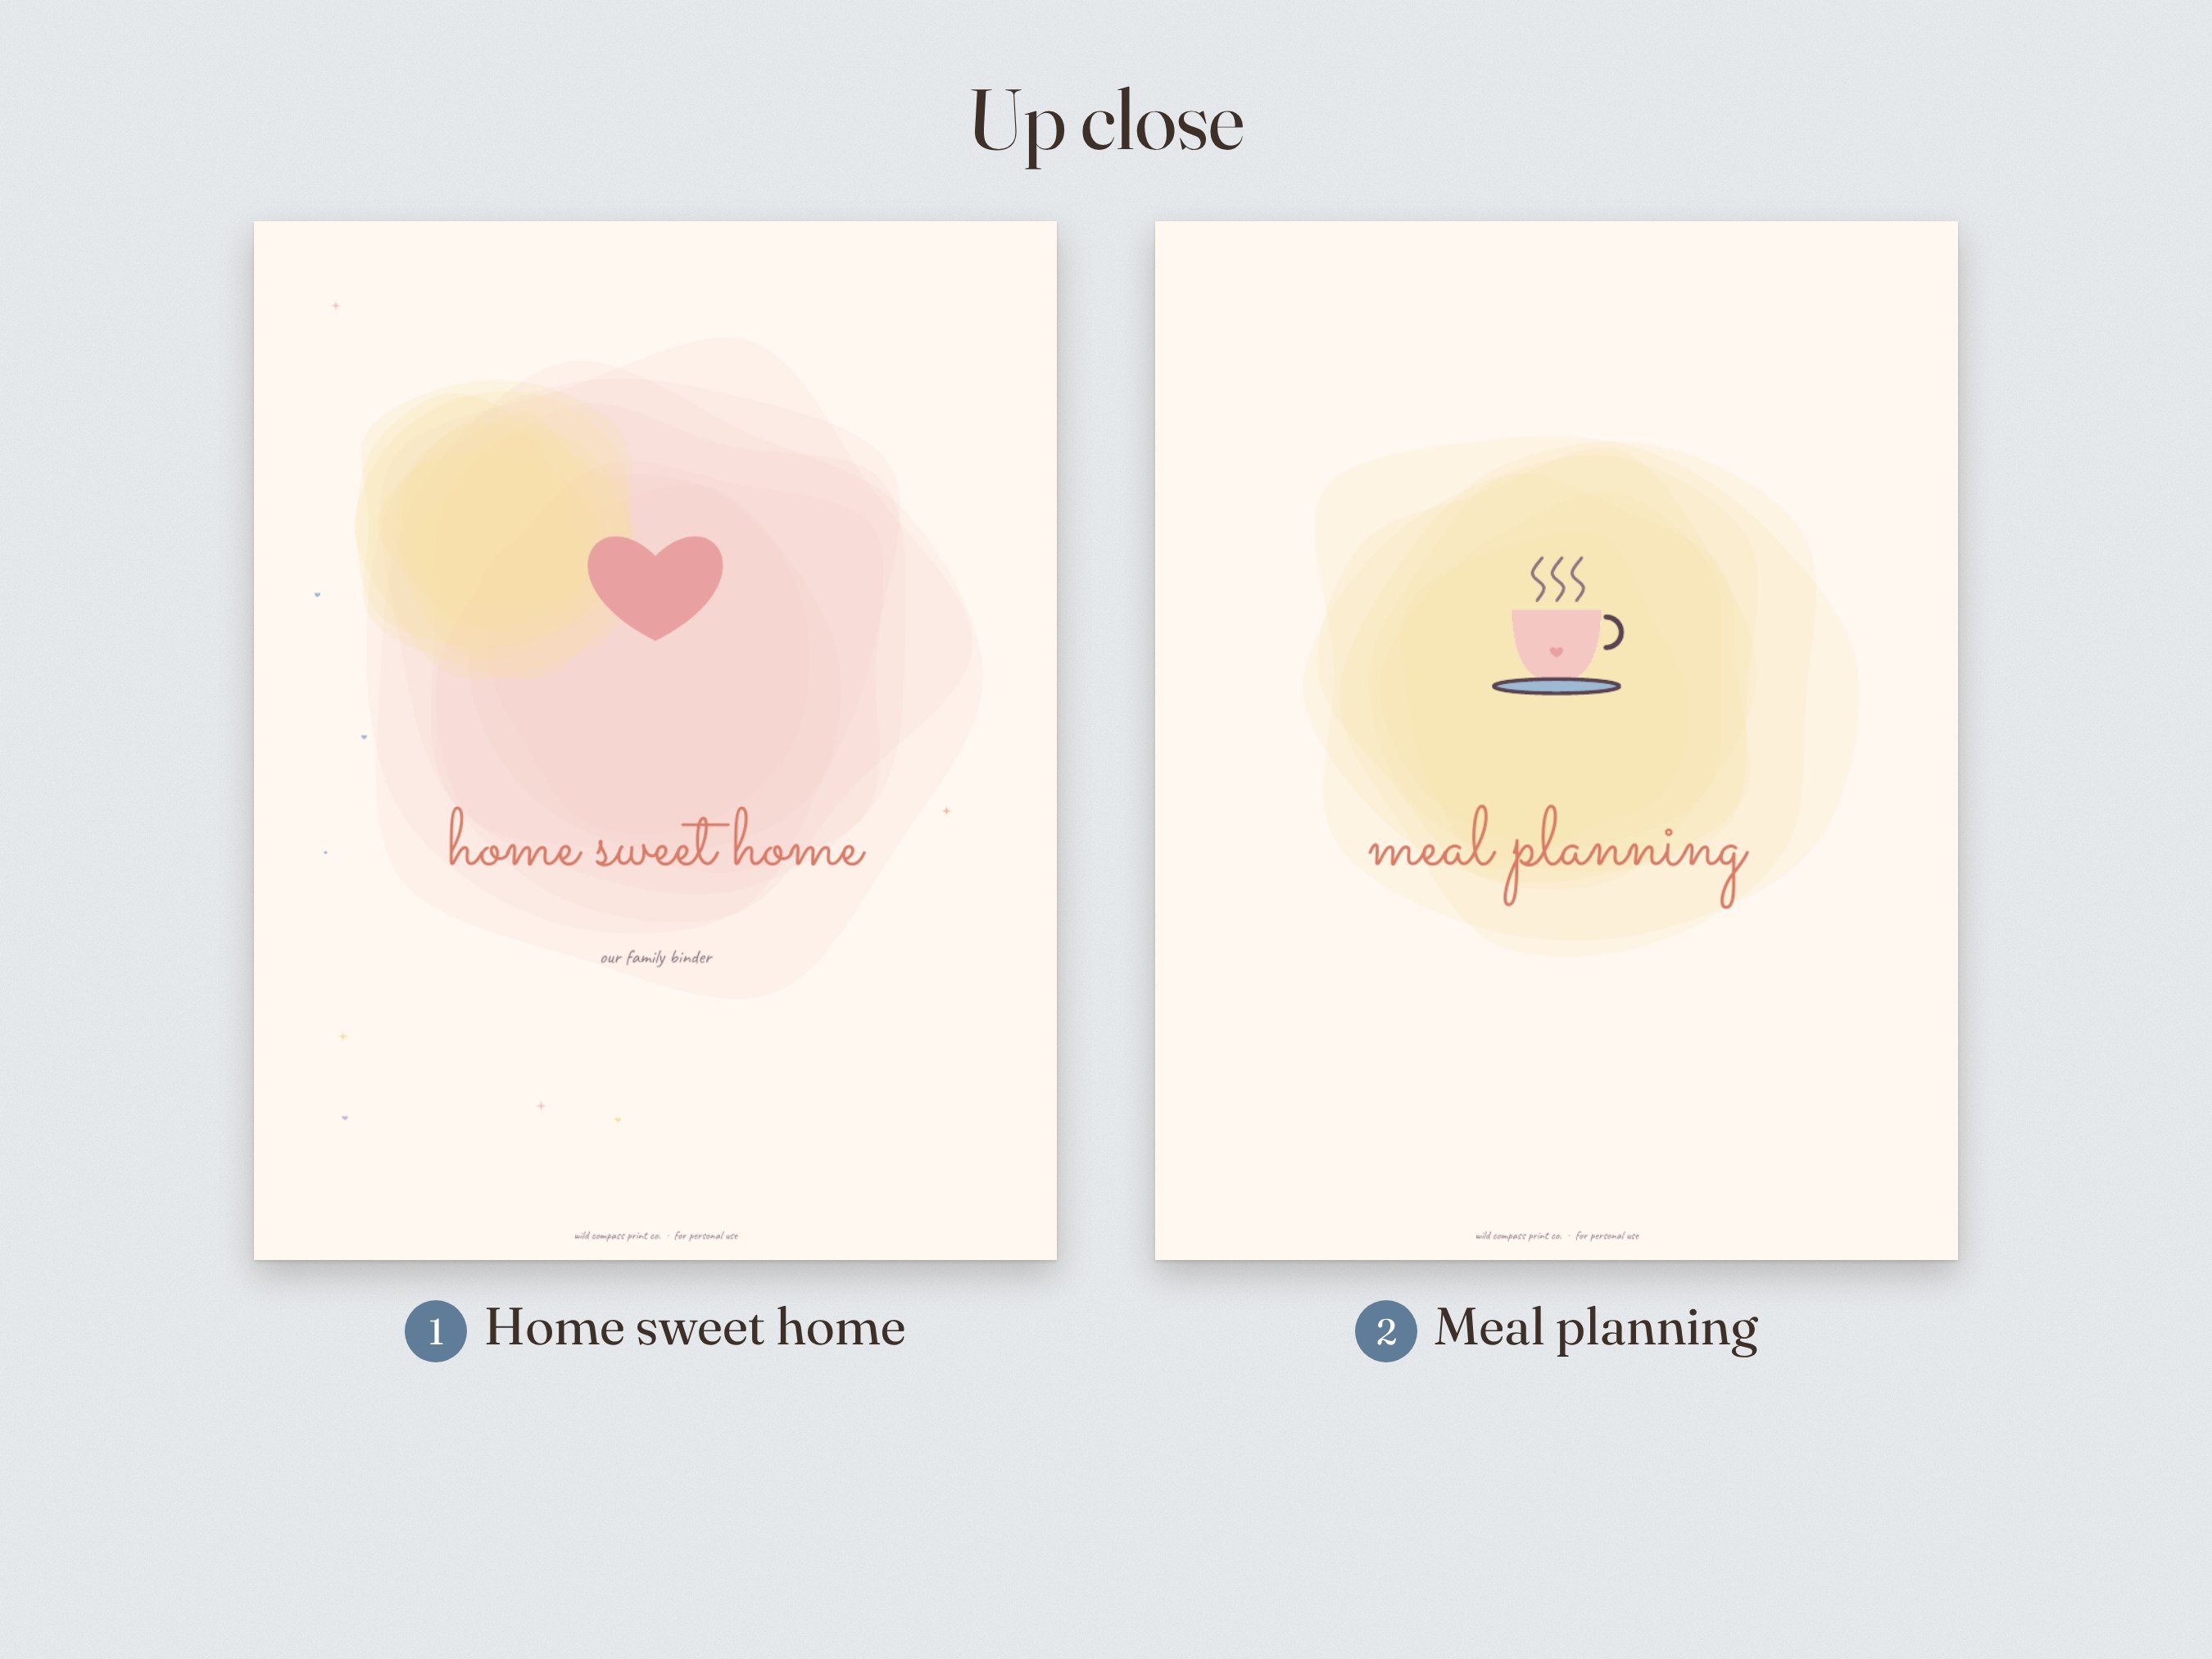 Up close
home sweet home
our family binder
wild compass print co. · for personal use
meal planning
wild compass print co. · for personal use
1 Home sweet home
2 Meal planning